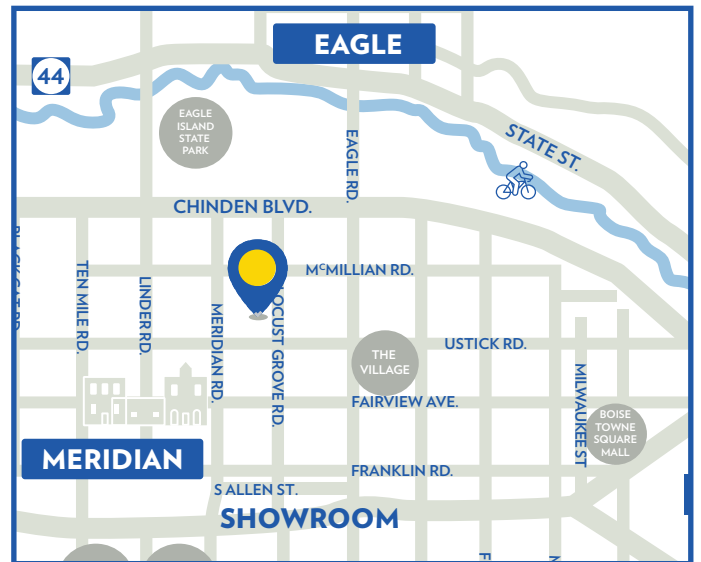 EAGLE
44
EAGLE
ISLAND
STATE
PARK
STATE ST.
EAGLE RD.
CHINDEN BLVD.
MCMILLIAN RD.
TEN MILE RD.
LINDER RD.
MERIDIAN RD.
OCUST GROVE RD.
USTICK RD.
THE
VILLAGE
MILWAUKEE ST
FAIRVIEW AVE.
BOISE
TOWNE
SQUARE
MALL
MERIDIAN
FRANKLIN RD.
S ALLEN ST.
SHOWROOM